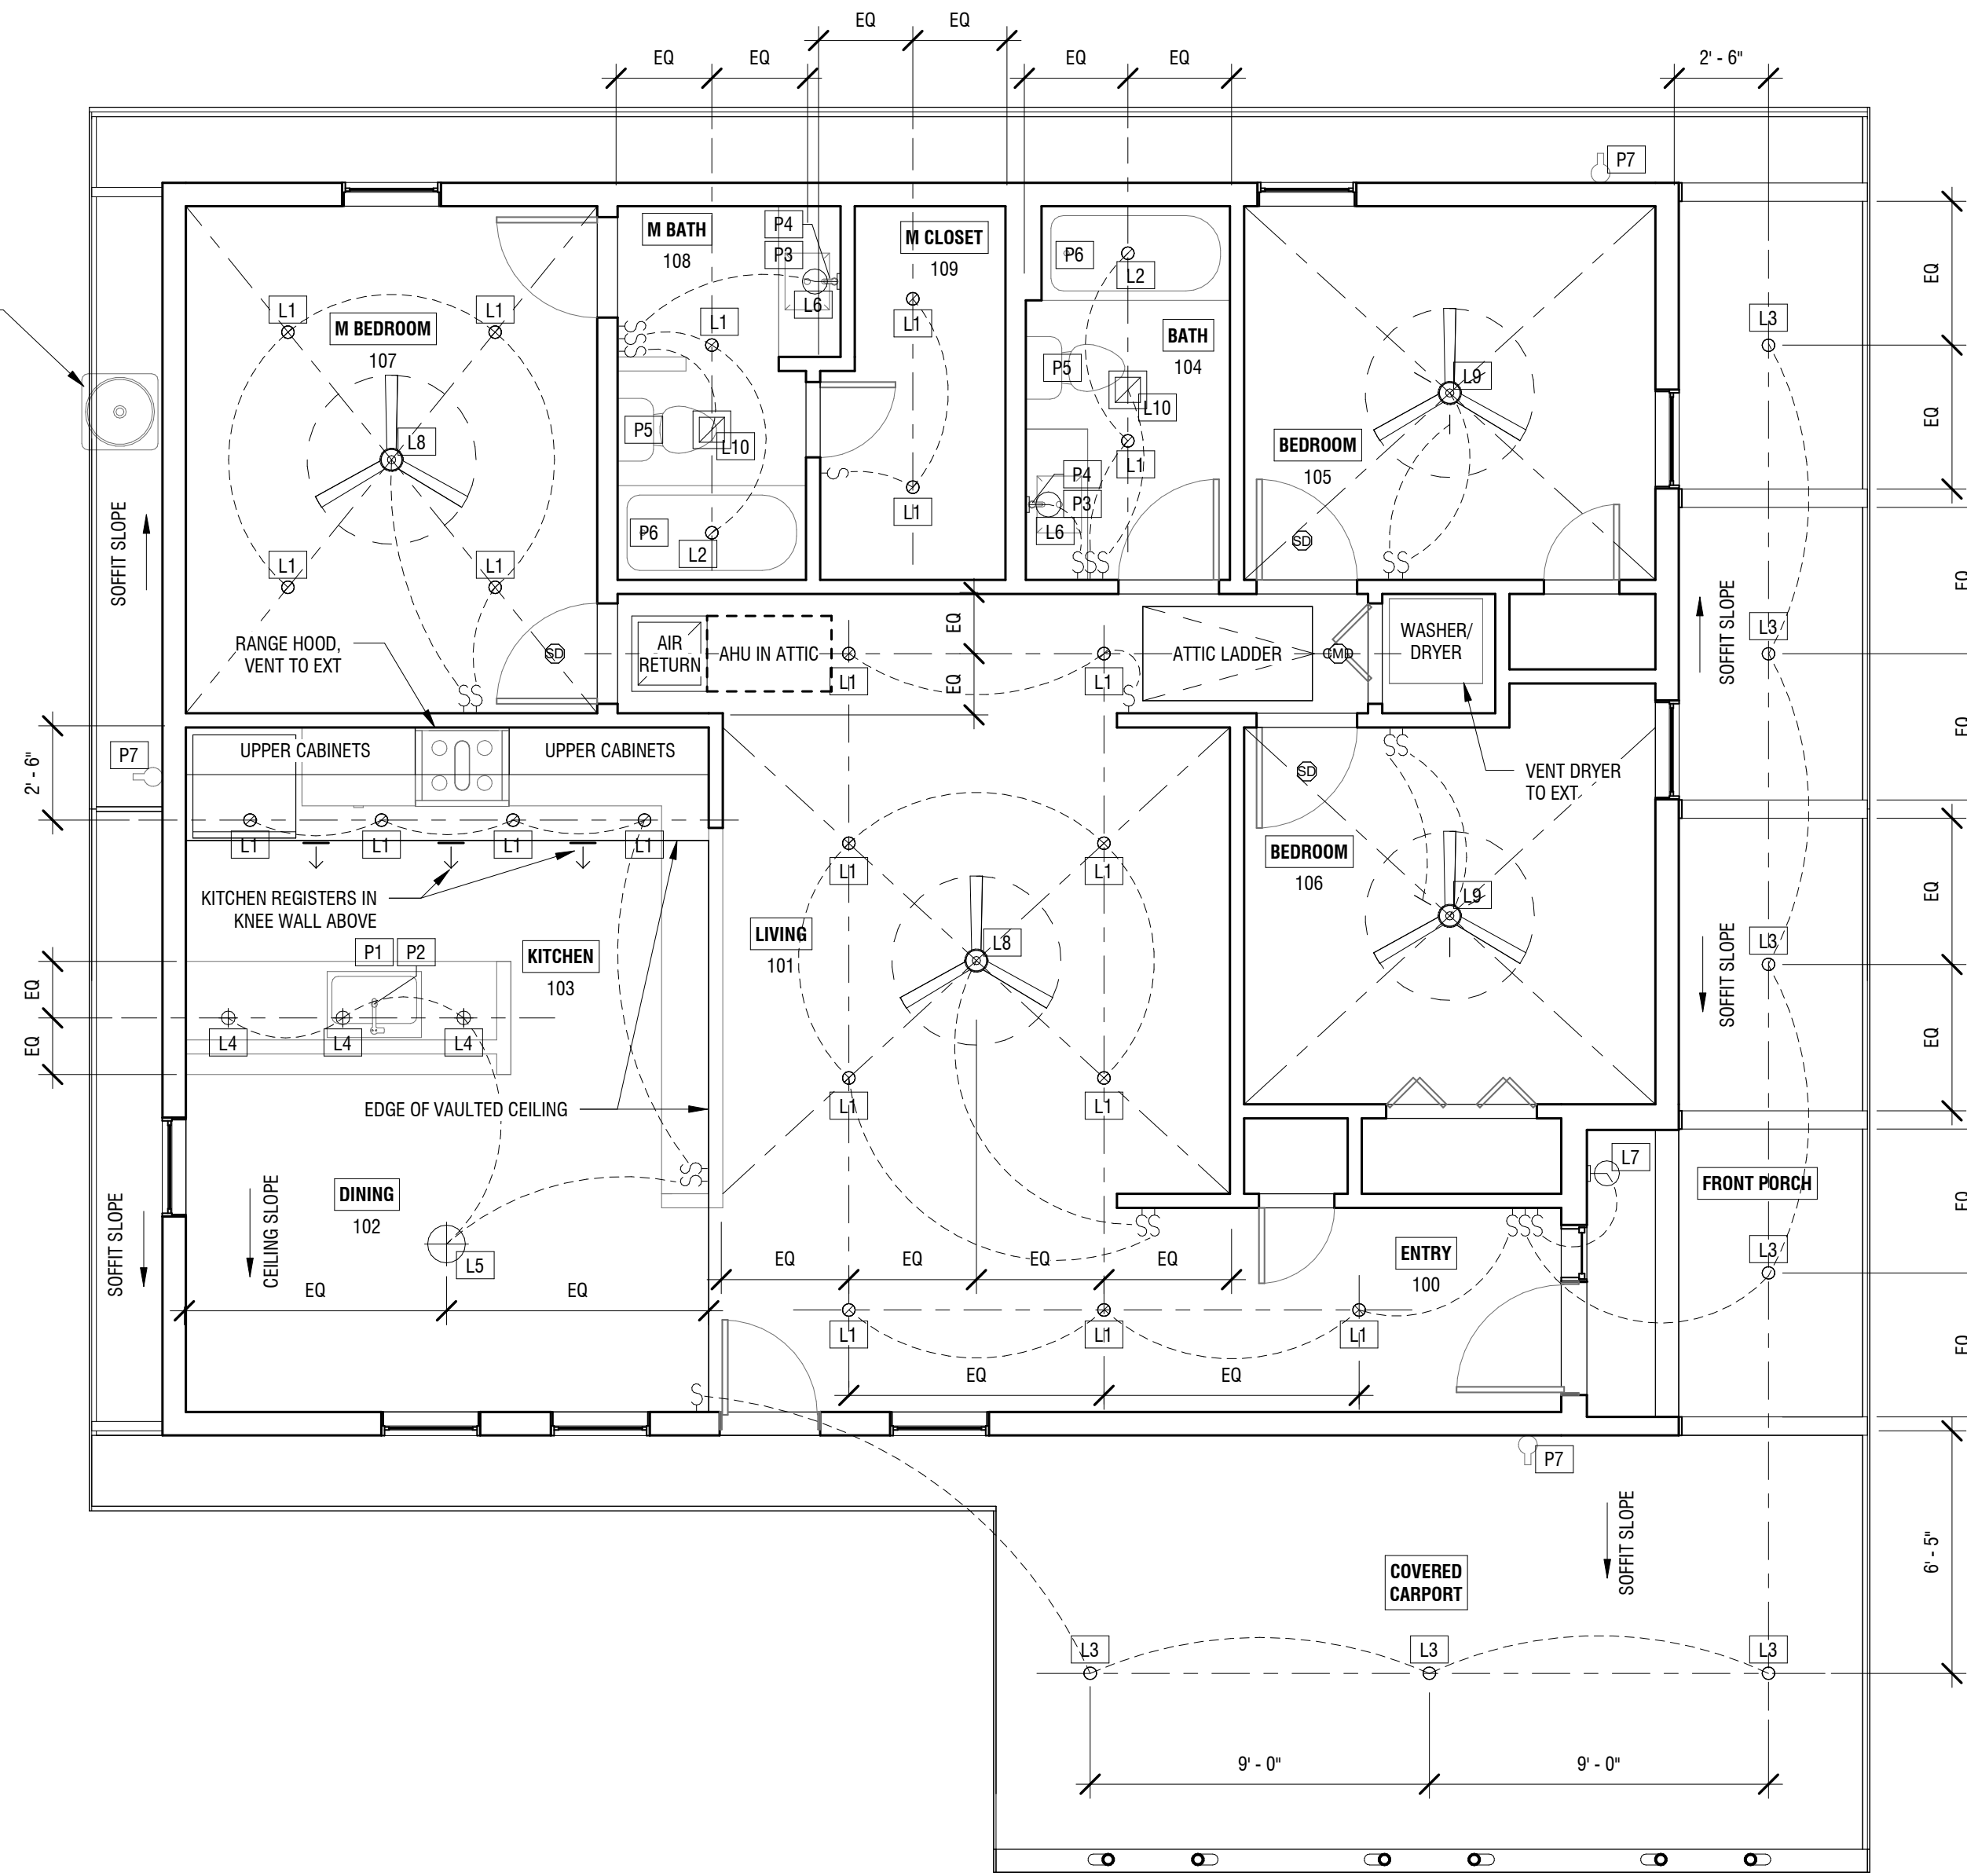 EQ EQ
EQ EQ EQ EQ 2' - 6"
P7
M BATH
108
P4
P3
L6
M CLOSET
109
P6
L2
BATH
104
L1 L1
M BEDROOM
107
L1
L1
L3
EQ
P5
L9
L10
EQ
L8
P5
L10
BEDROOM
105
L1
P4
P3
L6
L1
P6
L2
SD
SOFFIT SLOPE
L1 L1
EQ
SOFFIT SLOPE
L3
EQ
RANGE HOOD,
VENT TO EXT
SD
AIR
RETURN
AHU IN ATTIC
L1
EQ
L1
ATTIC LADDER
CMD
WASHER/
DRYER
EQ
2' - 6"
P7
UPPER CABINETS UPPER CABINETS
SD
VENT DRYER
TO EXT.
L1 L1 L1 L1
L1 L1
BEDROOM
106
L9
EQ
KITCHEN REGISTERS IN
KNEE WALL ABOVE
P1 P2
KITCHEN
103
LIVING
101
L8
L3
SOFFIT SLOPE
EQ
EQ
L4 L4 L4
EQ
EDGE OF VAULTED CEILING
L1 L1
L7
FRONT PORCH
EQ
DINING
102
L5
SOFFIT SLOPE
CEILING SLOPE
EQ EQ
EQ EQ EQ EQ
ENTRY
100
L3
L1 L1 L1
EQ
EQ EQ
P7
SOFFIT SLOPE
6' - 5"
COVERED
CARPORT
L3 L3 L3
9' - 0" 9' - 0"